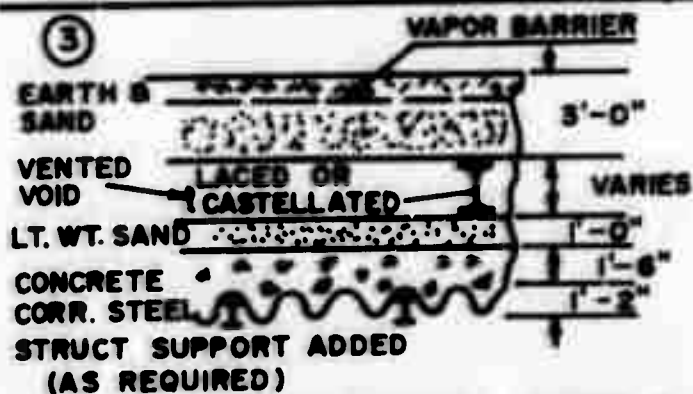 3
VAPOR BARRIER
EARTH &
SAND
3'-0"
VENTED
VOID
LACED OR
CASTELLATED
VARIES
LT. WT. SAND
1'-0"
CONCRETE
1'-6"
CORR. STEEL
1'-2"
STRUCT SUPPORT ADDED
(AS REQUIRED)